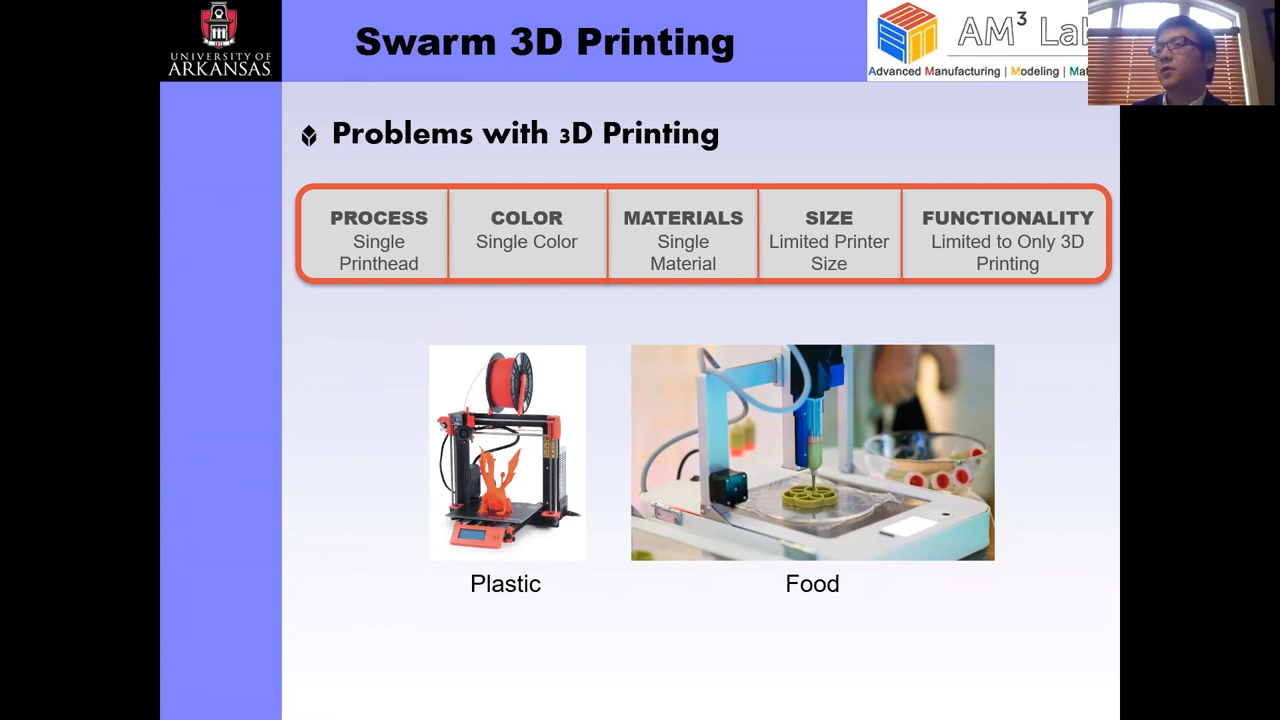 UNIVERSITY OF
ARKANSAS
Swarm 3D Printing
AM³ Lab
Advanced Manufacturing | Modeling |
Problems with 3D Printing
PROCESS
Single
Printhead
COLOR
Single Color
MATERIALS
Single
Material
SIZE
Limited Printer
Size
FUNCTIONALITY
Limited to Only 3D
Printing
Plastic
Food